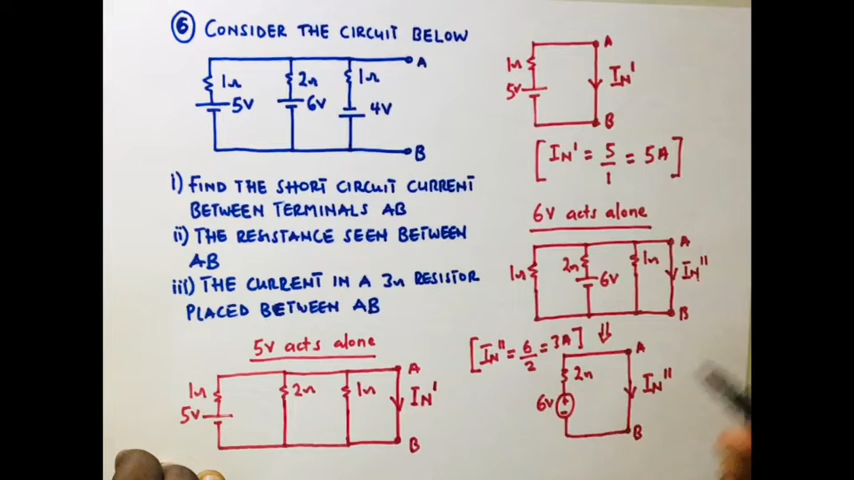 6 CONSIDER THE CIRCUIT BELOW
1Ω
5V
2Ω
6V
1Ω
4V
A
B
i) FIND THE SHORT CIRCUIT CURRENT
BETWEEN TERMINALS AB
ii) THE RESISTANCE SEEN BETWEEN
AB
iii) THE CURRENT IN A 3Ω RESISTOR
PLACED BETWEEN AB
5V acts alone
1Ω
5V
2Ω
1Ω
A
IN'
B
1Ω
5V
A
IN'
B
[IN' = 5/1 = 5A]
6V acts alone
1Ω
2Ω
6V
1Ω
A
IN''
B
[IN'' = 6/2 = 3A] ⇓
2Ω
6V
+
-
A
IN''
B